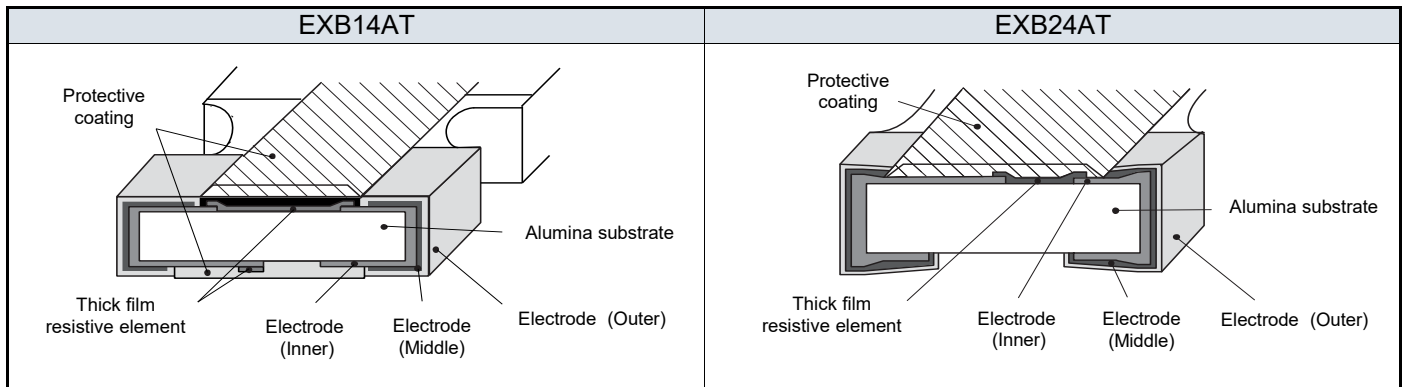 EXB14AT
Protective
coating
Alumina substrate
Thick film
resistive element
Electrode
(Inner)
Electrode
(Middle)
Electrode (Outer)
EXB24AT
Protective
coating
Alumina substrate
Thick film
resistive element
Electrode
(Inner)
Electrode
(Middle)
Electrode (Outer)